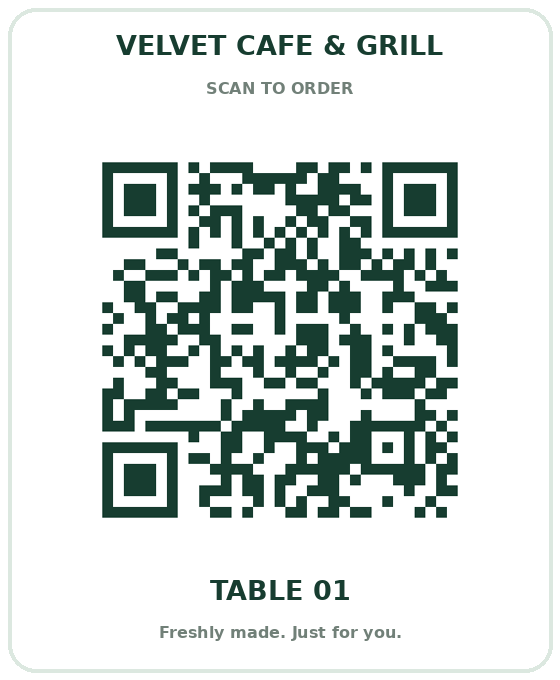 VELVET CAFE & GRILL
SCAN TO ORDER
TABLE 01
Freshly made. Just for you.